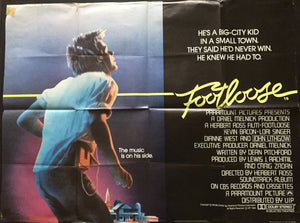 HE'S A BIG-CITY KID
IN A SMALL TOWN.
THEY SAID HE'D NEVER WIN.
HE KNEW HE HAD TO.
Footloose
The music
is on his side.
PARAMOUNT PICTURES PRESENTS
A DANIEL MELNICK PRODUCTION
A HERBERT ROSS FILM · FOOTLOOSE
KEVIN BACON · LORI SINGER
DIANNE WIEST AND JOHN LITHGOW
EXECUTIVE PRODUCER DANIEL MELNICK
WRITTEN BY DEAN PITCHFORD
PRODUCED BY LEWIS J. RACHMIL
AND CRAIG ZADAN
DIRECTED BY HERBERT ROSS
SOUNDTRACK ALBUM
ON CBS RECORDS AND CASSETTES
A PARAMOUNT PICTURE
DISTRIBUTED BY UIP
DOLBY STEREO